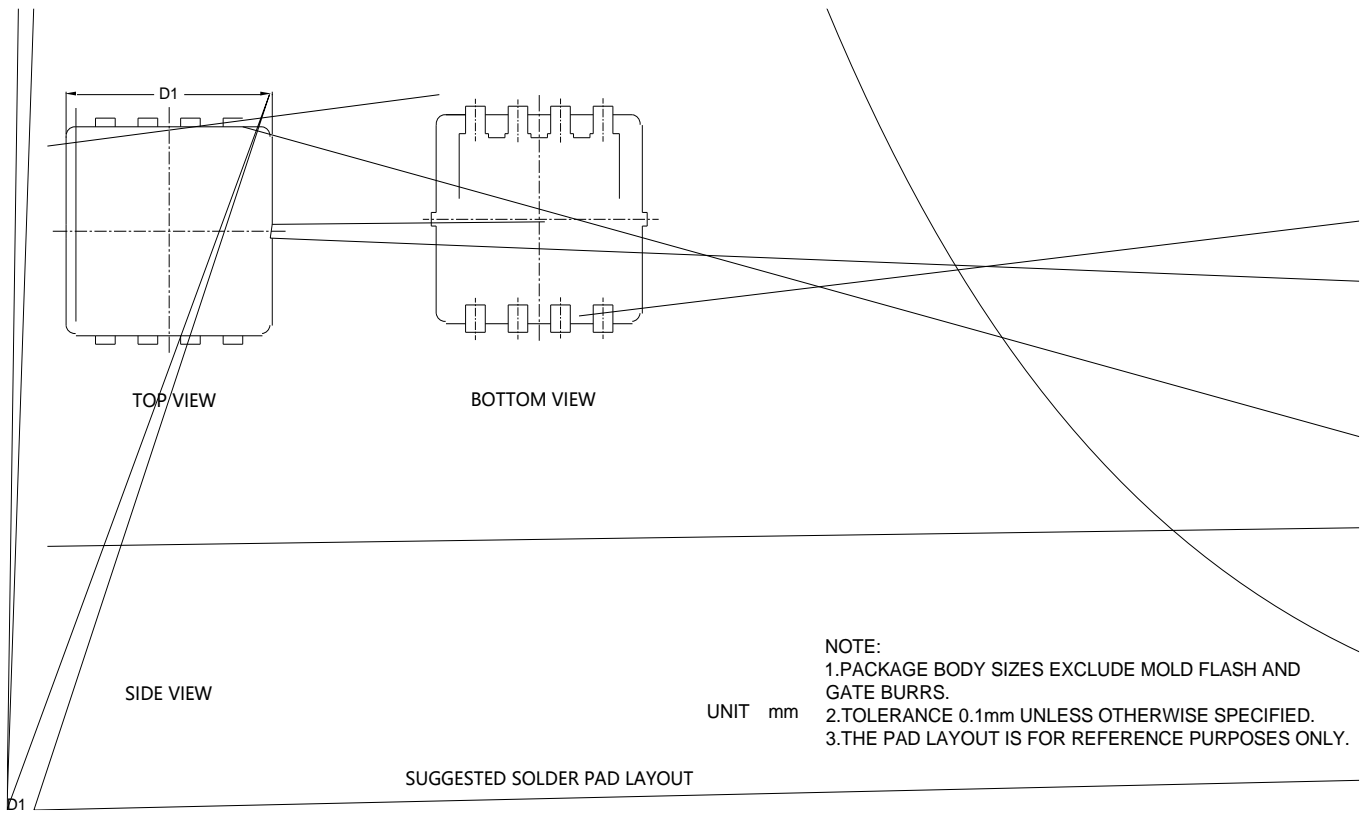 D1
TOP VIEW
BOTTOM VIEW
SIDE VIEW
UNIT mm
NOTE:
1.PACKAGE BODY SIZES EXCLUDE MOLD FLASH AND
GATE BURRS.
2.TOLERANCE 0.1mm UNLESS OTHERWISE SPECIFIED.
3.THE PAD LAYOUT IS FOR REFERENCE PURPOSES ONLY.
SUGGESTED SOLDER PAD LAYOUT
D1